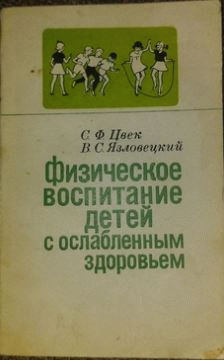 С. Ф. Цвек
В. С. Язловецкий
Физическое
воспитание
детей
с ослабленным
здоровьем